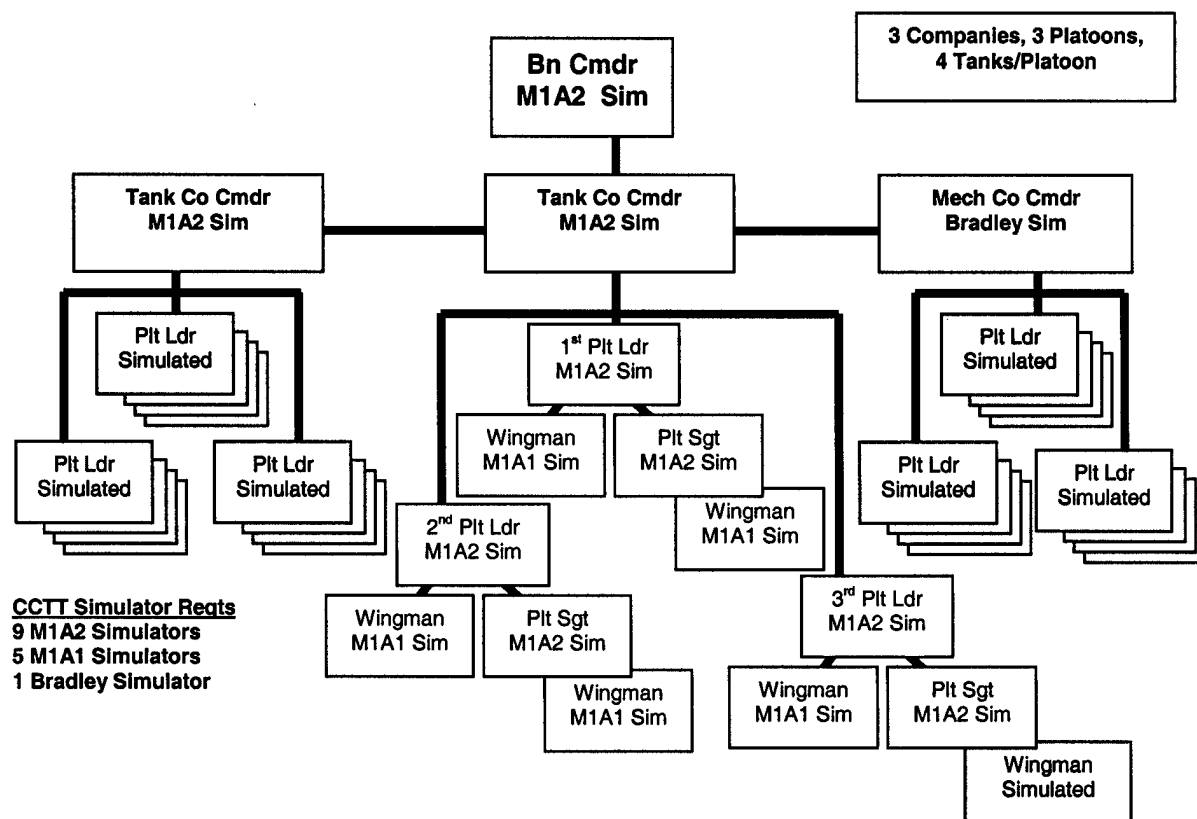 3 Companies, 3 Platoons,
4 Tanks/Platoon
Bn Cmdr
M1A2 Sim
Tank Co Cmdr
M1A2 Sim
Tank Co Cmdr
M1A2 Sim
Mech Co Cmdr
Bradley Sim
Plt Ldr
Simulated
Plt Ldr
Simulated
Plt Ldr
Simulated
1st Plt Ldr
M1A2 Sim
Wingman
M1A1 Sim
Plt Sgt
M1A2 Sim
Wingman
M1A1 Sim
2nd Plt Ldr
M1A2 Sim
Wingman
M1A1 Sim
Plt Sgt
M1A2 Sim
Wingman
M1A1 Sim
3rd Plt Ldr
M1A2 Sim
Wingman
M1A1 Sim
Plt Sgt
M1A2 Sim
Wingman
Simulated
Plt Ldr
Simulated
Plt Ldr
Simulated
Plt Ldr
Simulated
CCTT Simulator Reqts
9 M1A2 Simulators
5 M1A1 Simulators
1 Bradley Simulator